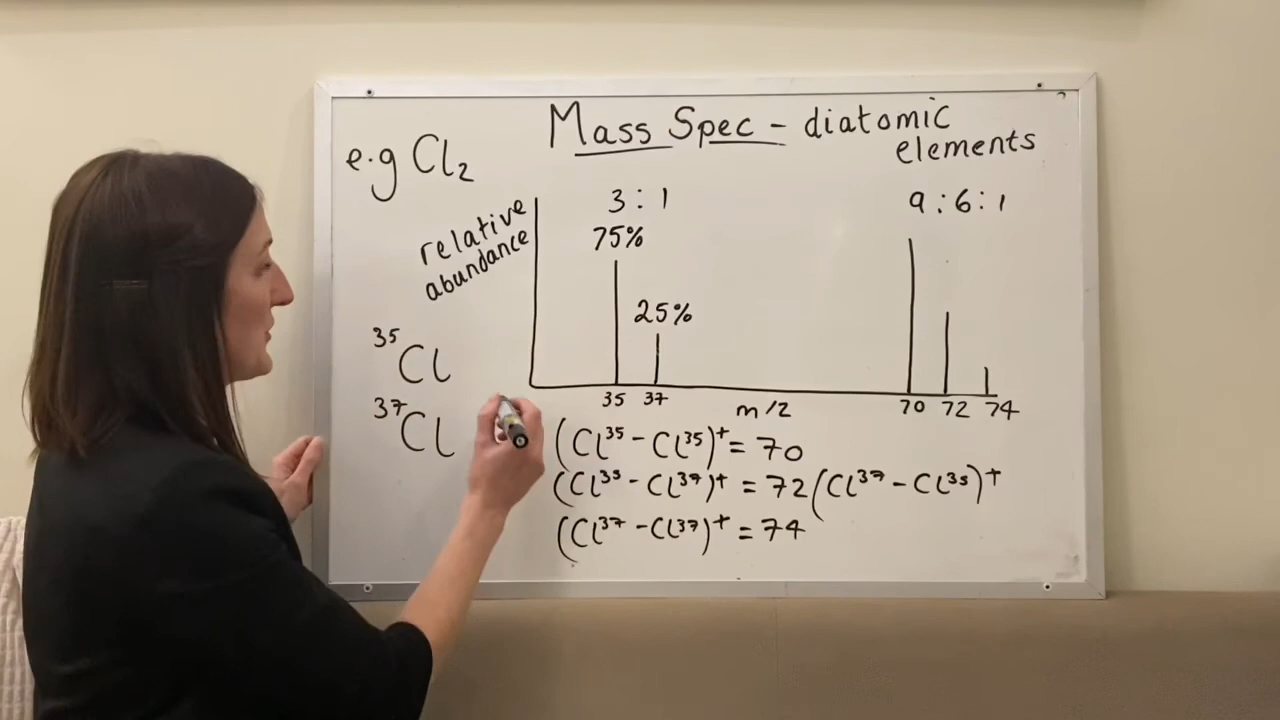 Mass Spec - diatomic
elements
e.g Cl₂
relative
abundance
3 : 1
75%
25%
9 : 6 : 1
35 37 m/z 70 72 74
³⁵Cl
³⁷Cl
(Cl³⁵ - Cl³⁵)⁺ = 70
(Cl³⁵ - Cl³⁷)⁺ = 72 (Cl³⁷ - Cl³⁵)⁺
(Cl³⁷ - Cl³⁷)⁺ = 74